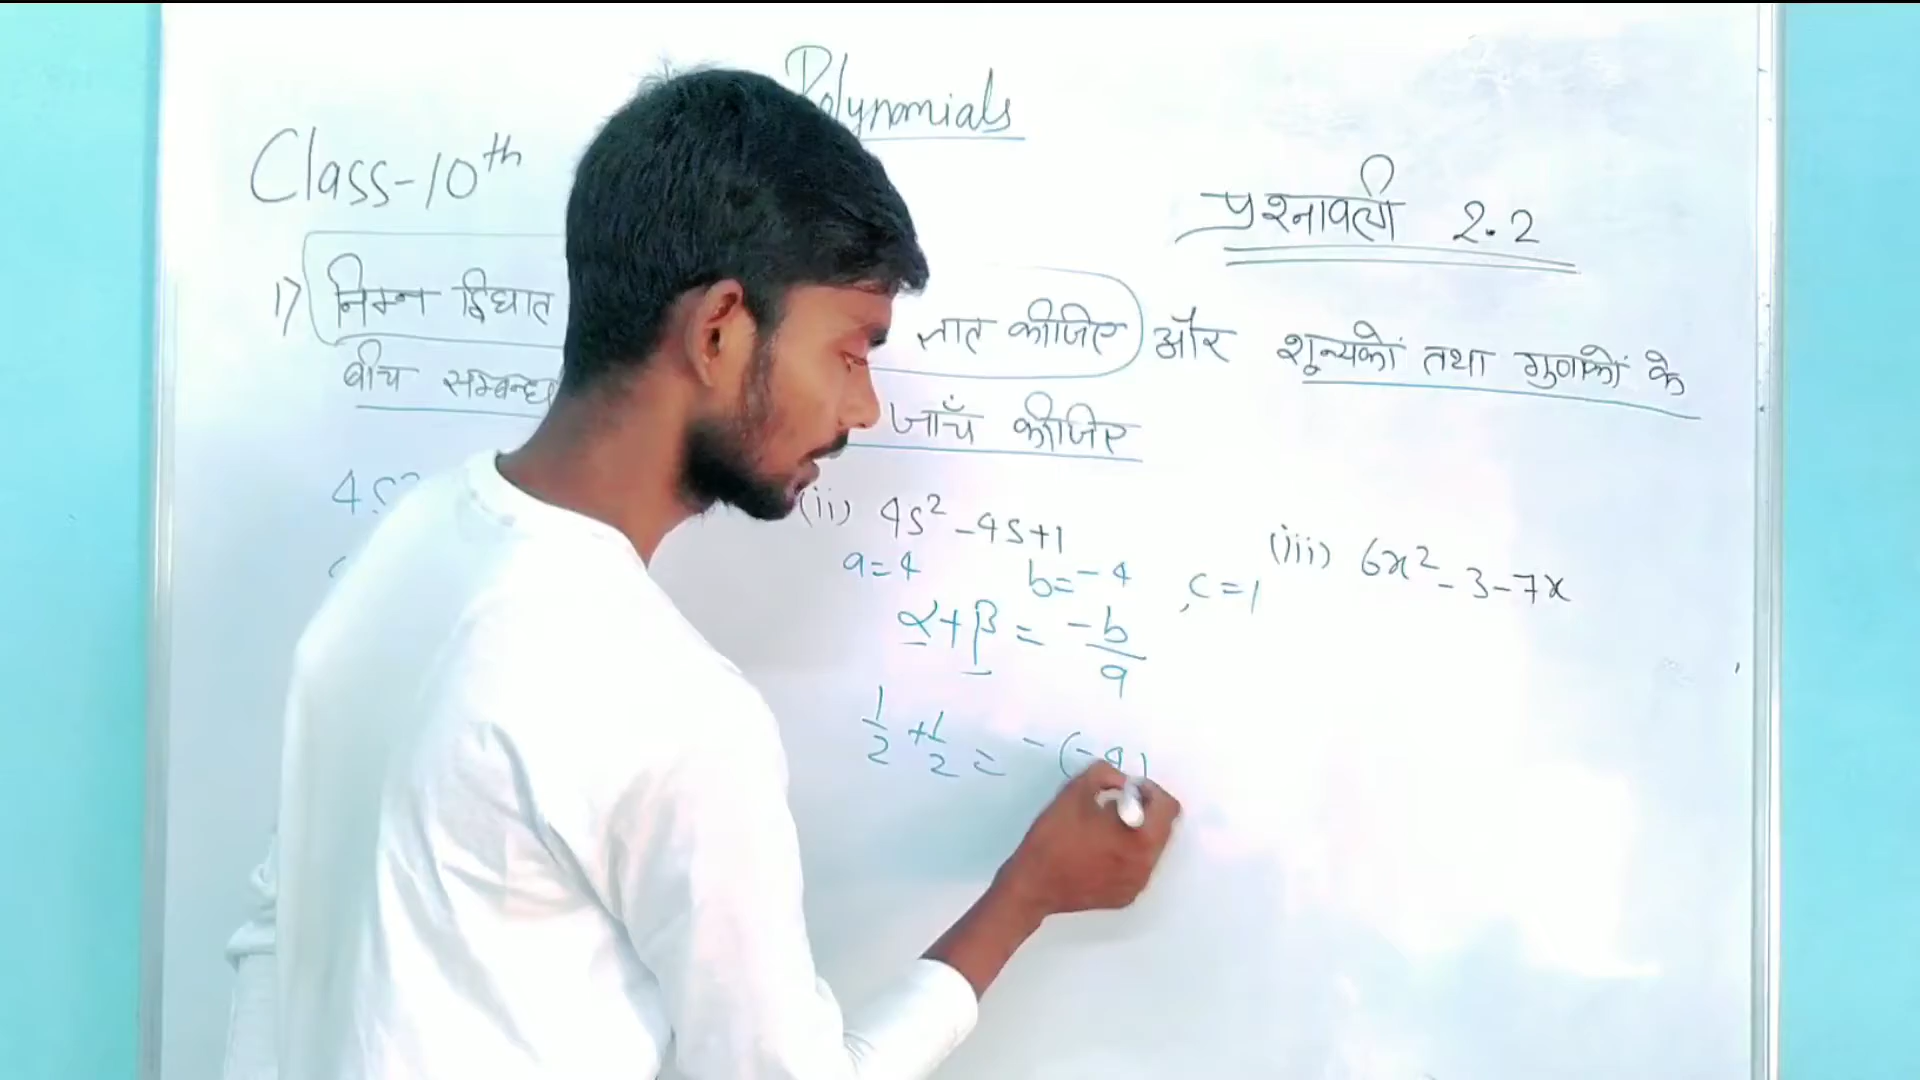 Polynomials
Class-10th
प्रश्नावली 2.2
1) निम्न द्विघात ज्ञात कीजिए और शून्यकों तथा गुणांकों के
बीच सम्बन्ध जाँच कीजिए
(ii) 4s² - 4s + 1
(iii) 6x² - 3 - 7x
a = 4 b = -4 , c = 1
α + β = -b/a
1/2 + 1/2 = -(-4)